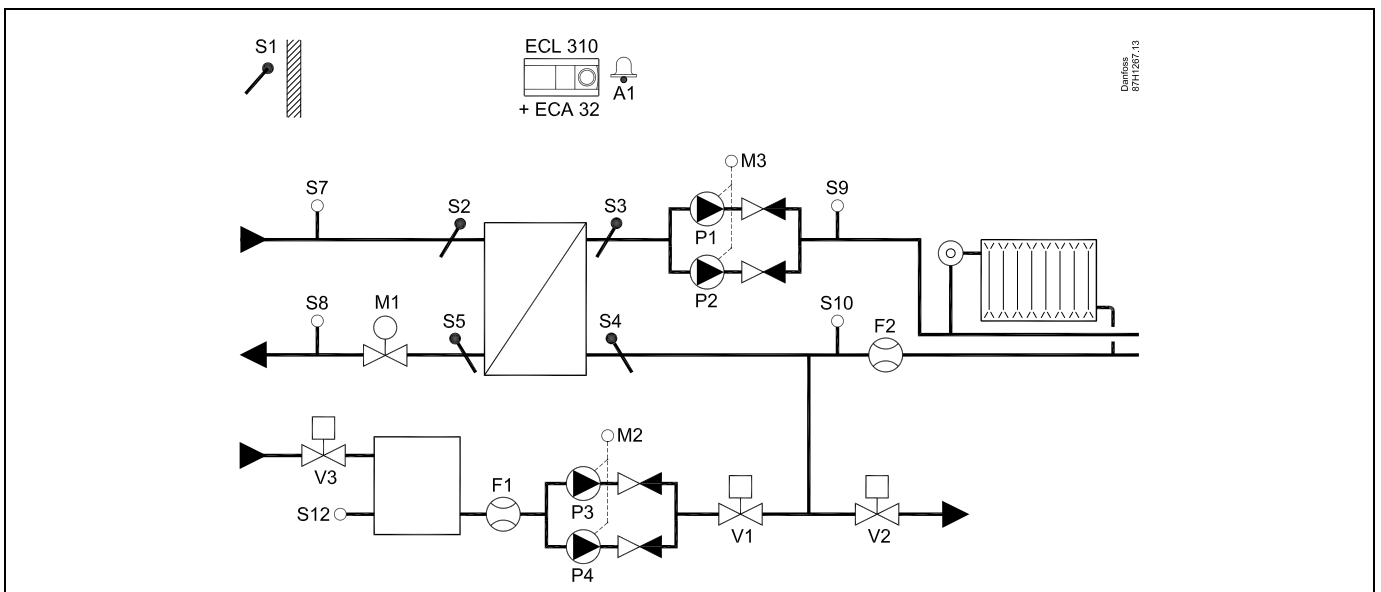 S1
ECL 310
A1
+ ECA 32
Danfoss
87H1267.13
M3
S7
S2
S3
S9
P1
P2
S8
M1
S5
S4
S10
F2
V3
M2
F1
P3
S12
V1
V2
P4